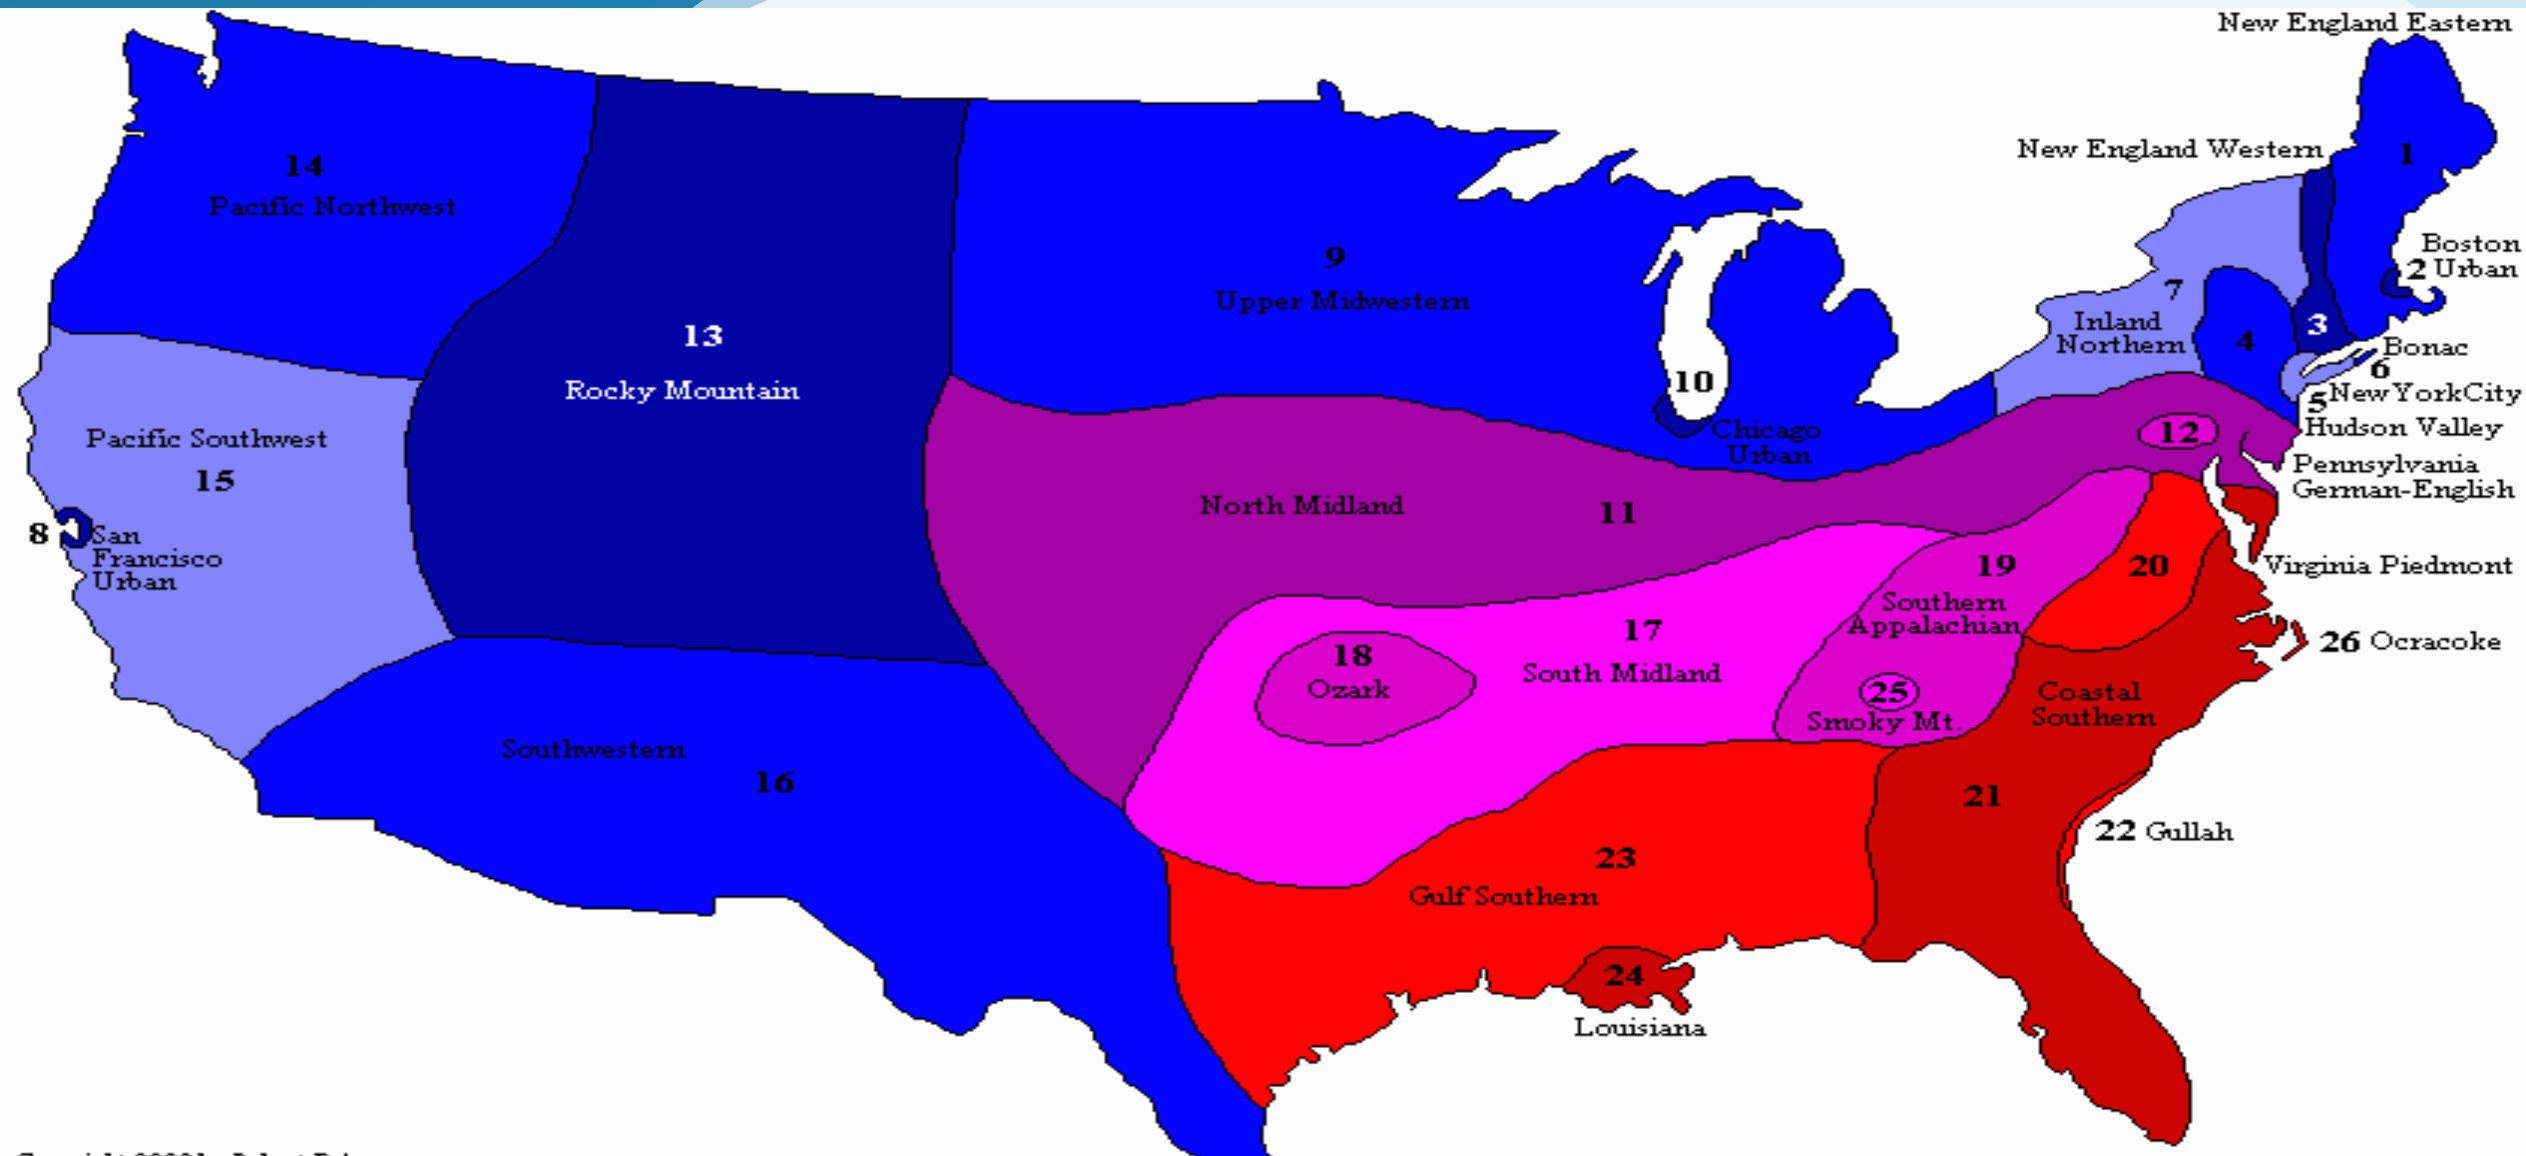 New England Eastern
14
Pacific Northwest
13
Rocky Mountain
9
Upper Midwestern
New England Western
1
Boston
2 Urban
7
Inland
Northern
4
3
Bonac
6
5 New York City
Hudson Valley
10
Chicago
Urban
12
Pennsylvania
German-English
Pacific Southwest
15
8 San
Francisco
Urban
North Midland
11
19
Southern
Appalachian
20
Virginia Piedmont
17
South Midland
18
Ozark
25
Smoky Mt.
26 Ocracoke
Coastal
Southern
21
Southwestern
16
22 Gullah
23
Gulf Southern
24
Louisiana